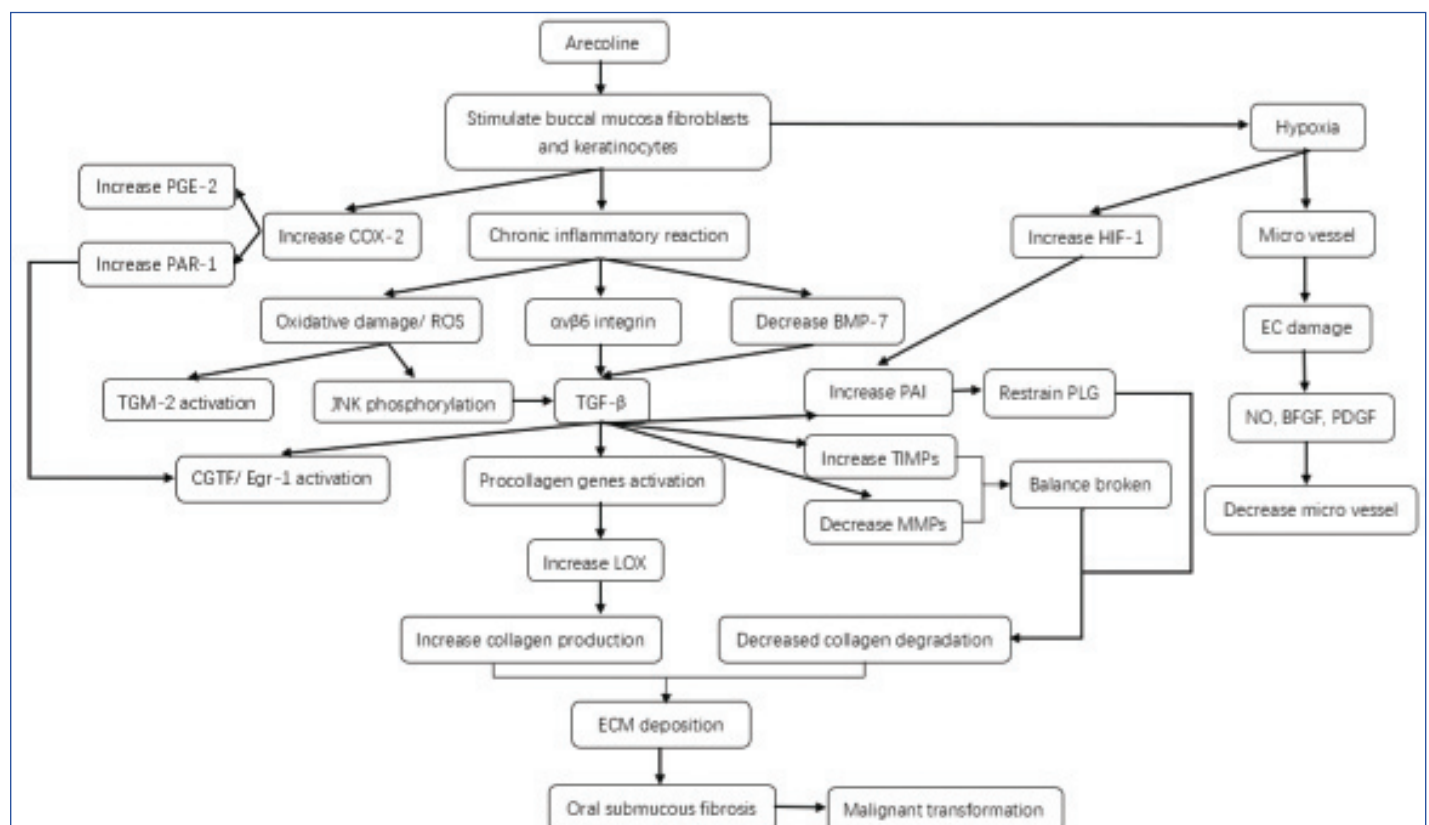 Arecoline
Stimulate buccal mucosa fibroblasts
and keratinocytes
Hypoxia
Increase PGE-2
Increase COX-2
Chronic inflammatory reaction
Increase HIF-1
Micro vessel
Increase PAR-1
Oxidative damage/ ROS
αvβ6 integrin
Decrease BMP-7
EC damage
TGM-2 activation
JNK phosphorylation
TGF-β
Increase PAI
Restrain PLG
NO, BFGF, PDGF
CGTF/ Egr-1 activation
Procollagen genes activation
Increase TIMPs
Balance broken
Decrease MMPs
Decrease micro vessel
Increase LOX
Increase collagen production
Decreased collagen degradation
ECM deposition
Oral submucous fibrosis
Malignant transformation